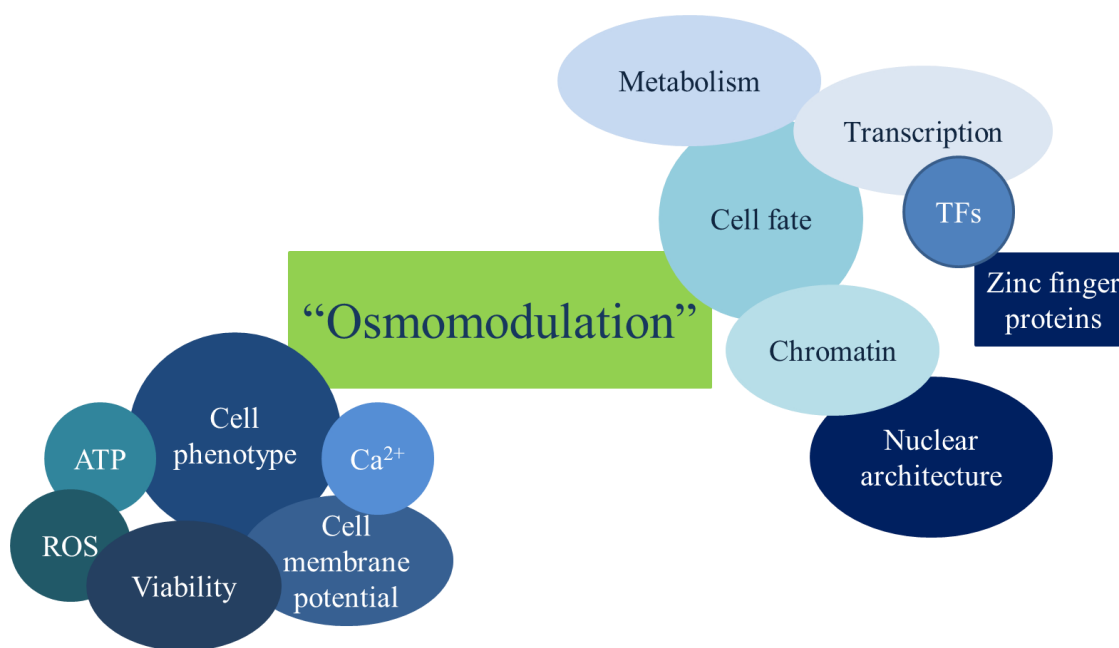 Metabolism
Transcription
TFs
Cell fate
Zinc finger
proteins
“Osmomodulation”
Chromatin
Nuclear
architecture
Cell
phenotype
ATP
Ca²⁺
ROS
Viability
Cell
membrane
potential